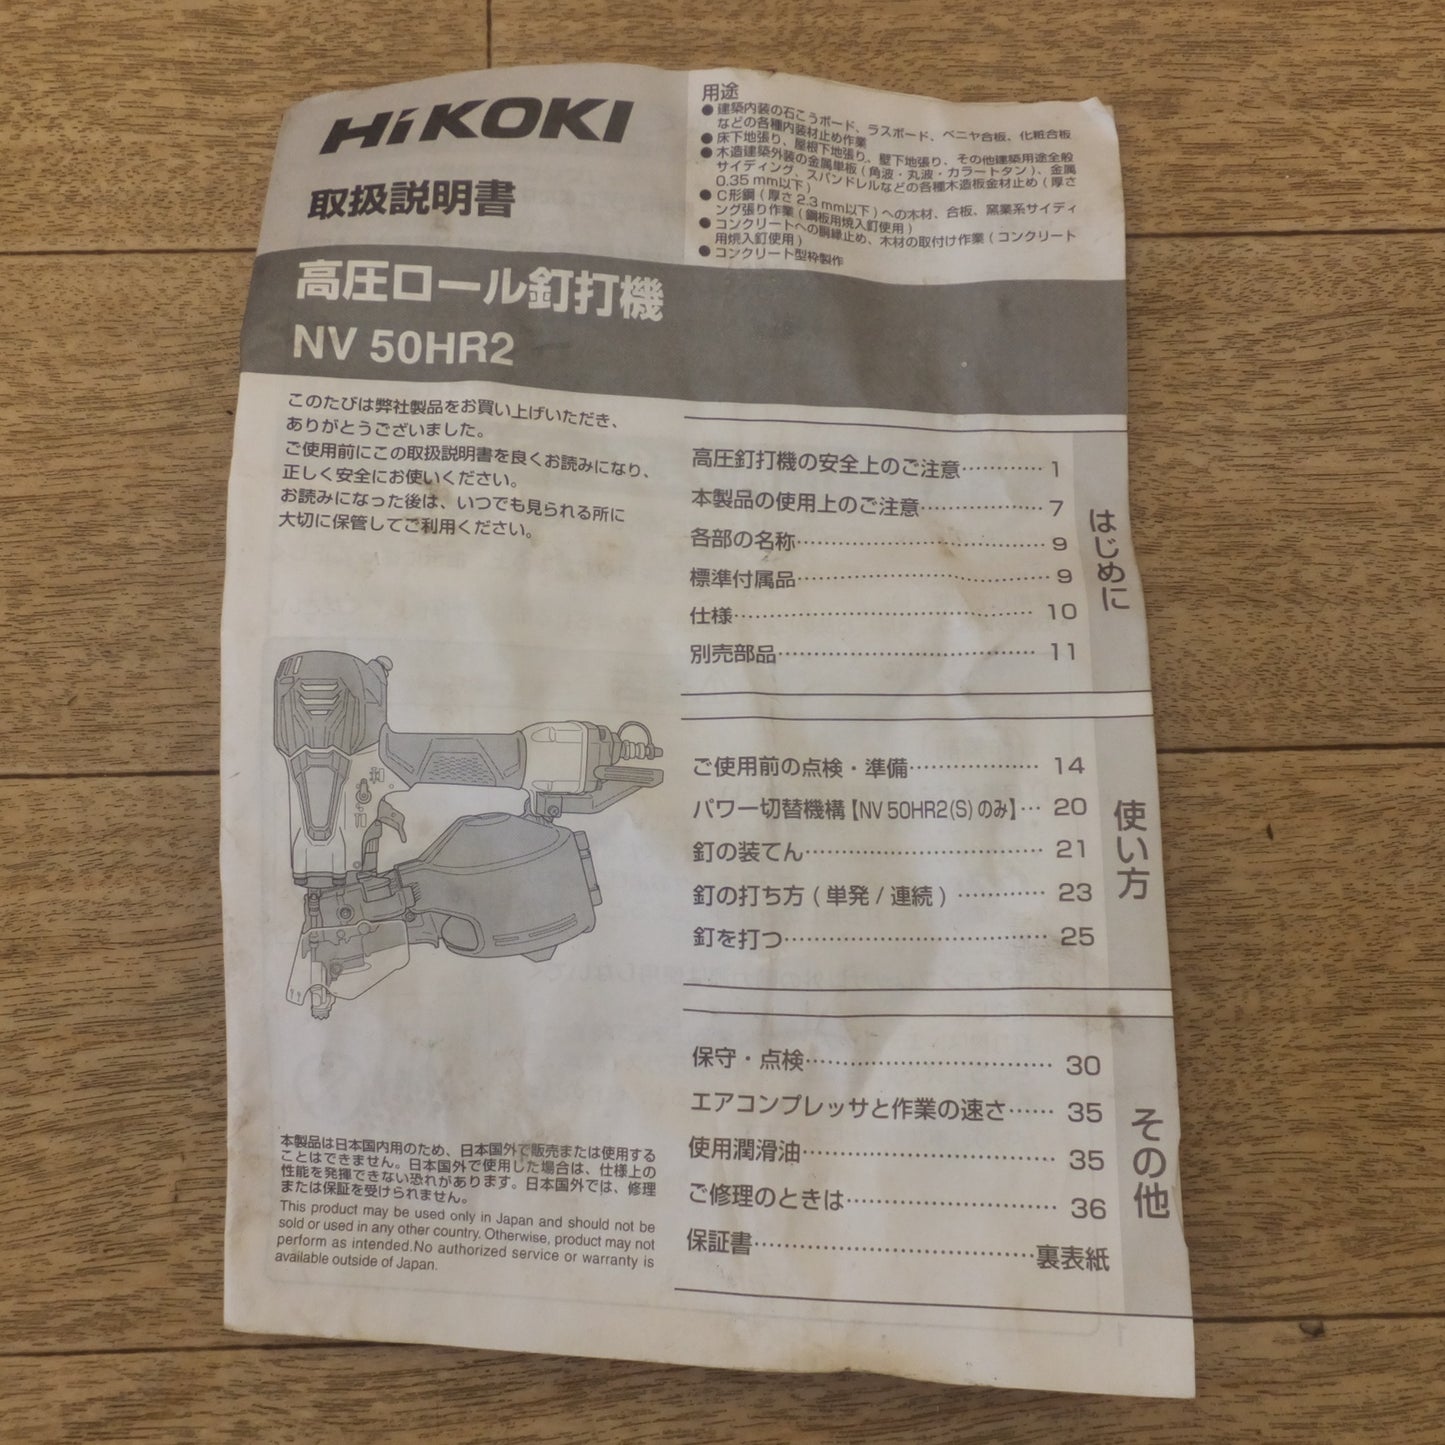 HiKOKI
取扱説明書
用途
● 建築内装の石こうボード、ラスボード、ベニヤ合板、化粧合板
などの各種内装材止め作業
● 床下地張り、屋根下地張り、壁下地張り、その他建築用途全般
● 木造建築外装の金属単板(角波・丸波・カラートタン)、金属
サイディング、スパンドレルなどの各種木造板金材止め(厚さ
0.35 mm以下)
● C形鋼(厚さ2.3 mm以下)への木材、合板、窯業系サイディ
ング張り作業(鋼板用焼入釘使用)
● コンクリートへの胴縁止め、木材の取付け作業(コンクリート
用焼入釘使用)
● コンクリート型枠製作
高圧ロール釘打機
NV 50HR2
このたびは弊社製品をお買い上げいただき、
ありがとうございました。
ご使用前にこの取扱説明書を良くお読みになり、
正しく安全にお使いください。
お読みになった後は、いつでも見られる所に
大切に保管してご利用ください。
本製品は日本国内用のため、日本国外で販売または使用する
ことはできません。日本国外で使用した場合は、仕様上の
性能を発揮できない恐れがあります。日本国外では、修理
または保証を受けられません。
This product may be used only in Japan and should not be
sold or used in any other country. Otherwise, product may not
perform as intended.No authorized service or warranty is
available outside of Japan.
はじめに
高圧釘打機の安全上のご注意………… 1
本製品の使用上のご注意……………… 7
各部の名称……………………………… 9
標準付属品……………………………… 9
仕様…………………………………… 10
別売部品……………………………… 11
使い方
ご使用前の点検・準備……………… 14
パワー切替機構【NV 50HR2(S)のみ】… 20
釘の装てん…………………………… 21
釘の打ち方(単発/連続)………… 23
釘を打つ……………………………… 25
その他
保守・点検…………………………… 30
エアコンプレッサと作業の速さ…… 35
使用潤滑油…………………………… 35
ご修理のときは……………………… 36
保証書………………………………裏表紙